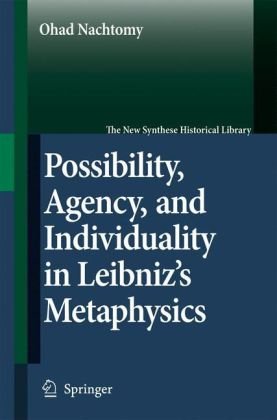 Ohad Nachtomy
The New Synthese Historical Library
Possibility,
Agency, and
Individuality
in Leibniz's
Metaphysics
Springer